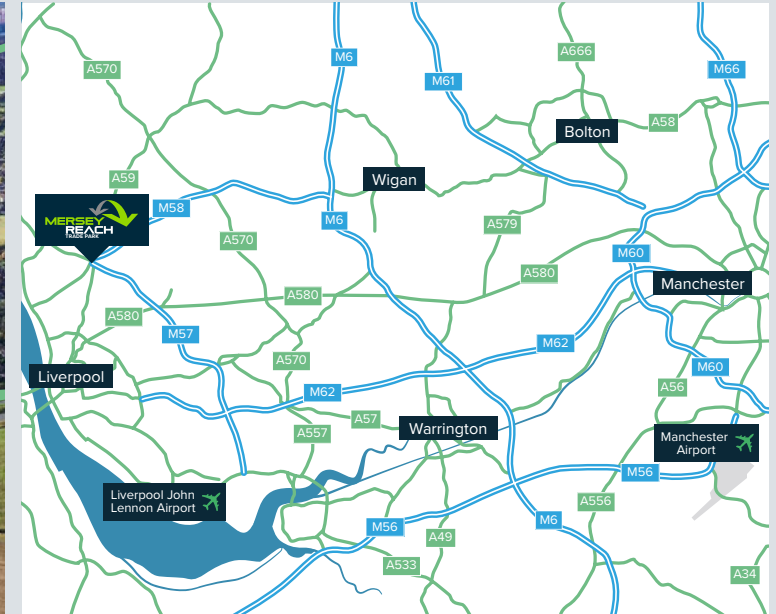 M6
A666
A570
M66
M61
A58
Bolton
A59
Wigan
MERSEY
REACH
TRADE PARK
M58
M6
A579
A570
M60
A580
Manchester
A580
A580
M57
M62
A570
M60
Liverpool
A56
M62
A57
Warrington
A557
Manchester
Airport
M56
Liverpool John
Lennon Airport
A556
M56
M6
A49
A533
A34